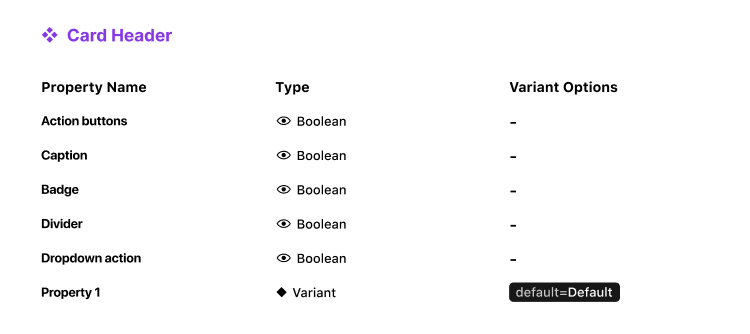 Card Header
Property Name Type Variant Options
Action buttons Boolean -
Caption Boolean -
Badge Boolean -
Divider Boolean -
Dropdown action Boolean -
Property 1 Variant default=Default